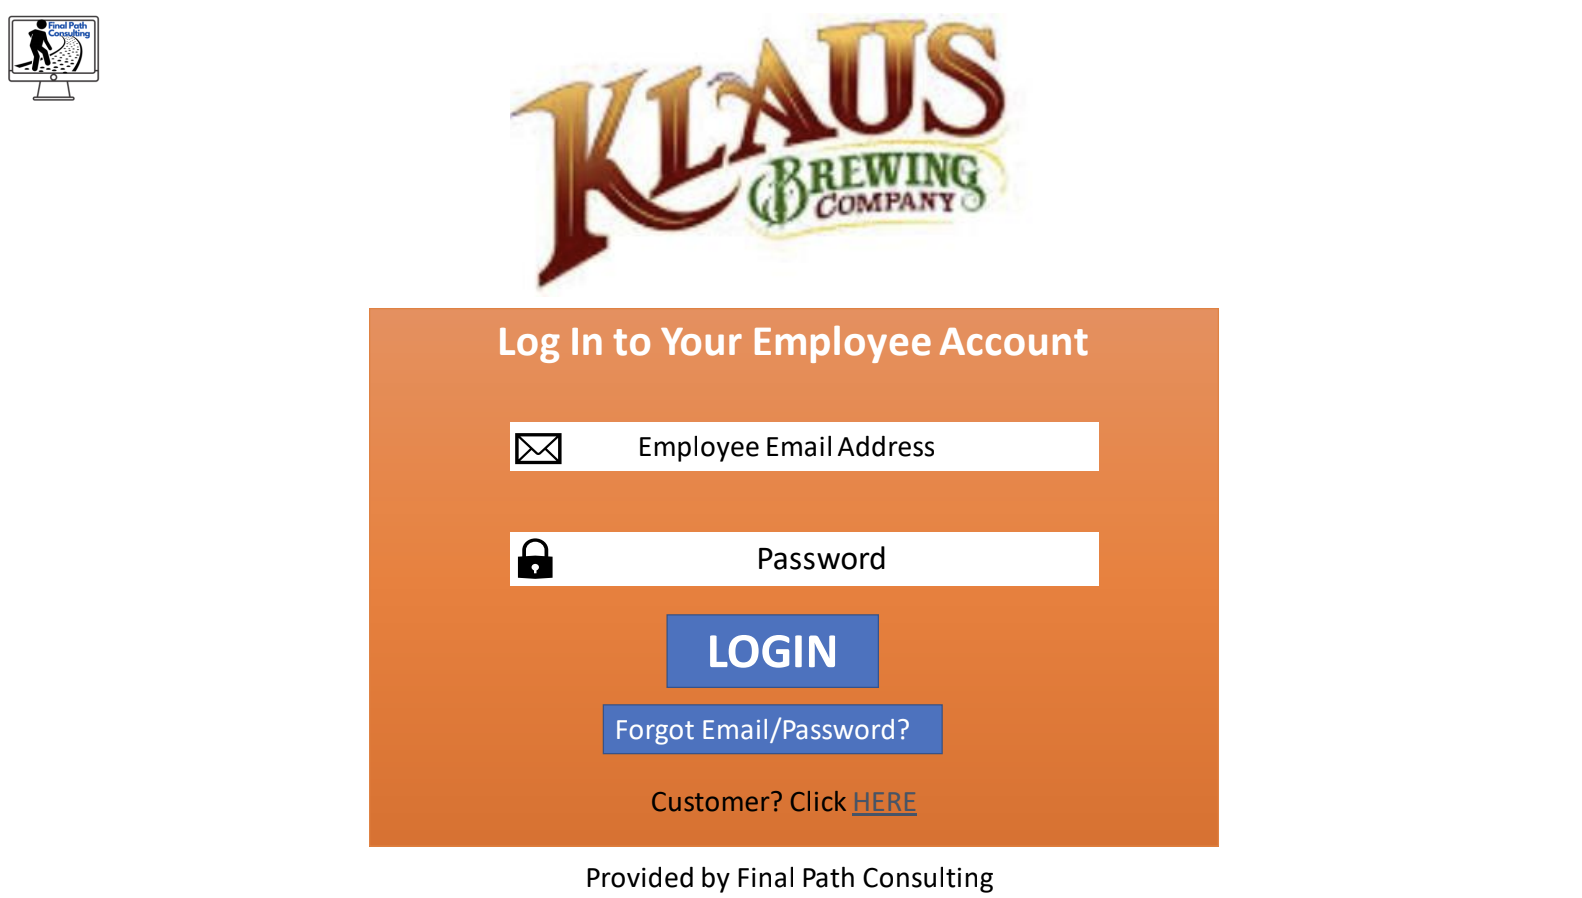 Final Path
Consulting
KLAUS
BREWING
COMPANY
Log In to Your Employee Account
Employee Email Address
Password
LOGIN
Forgot Email/Password?
Customer? Click HERE
Provided by Final Path Consulting